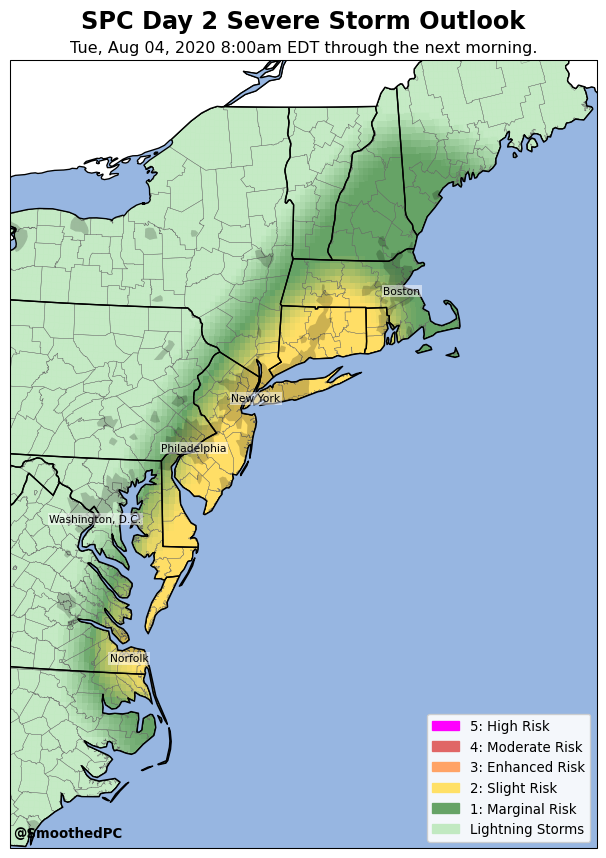 SPC Day 2 Severe Storm Outlook
Tue, Aug 04, 2020 8:00am EDT through the next morning.
Boston
New York
Philadelphia
Washington, D.C.
Norfolk
5: High Risk
4: Moderate Risk
3: Enhanced Risk
2: Slight Risk
1: Marginal Risk
Lightning Storms
@SmoothedPC